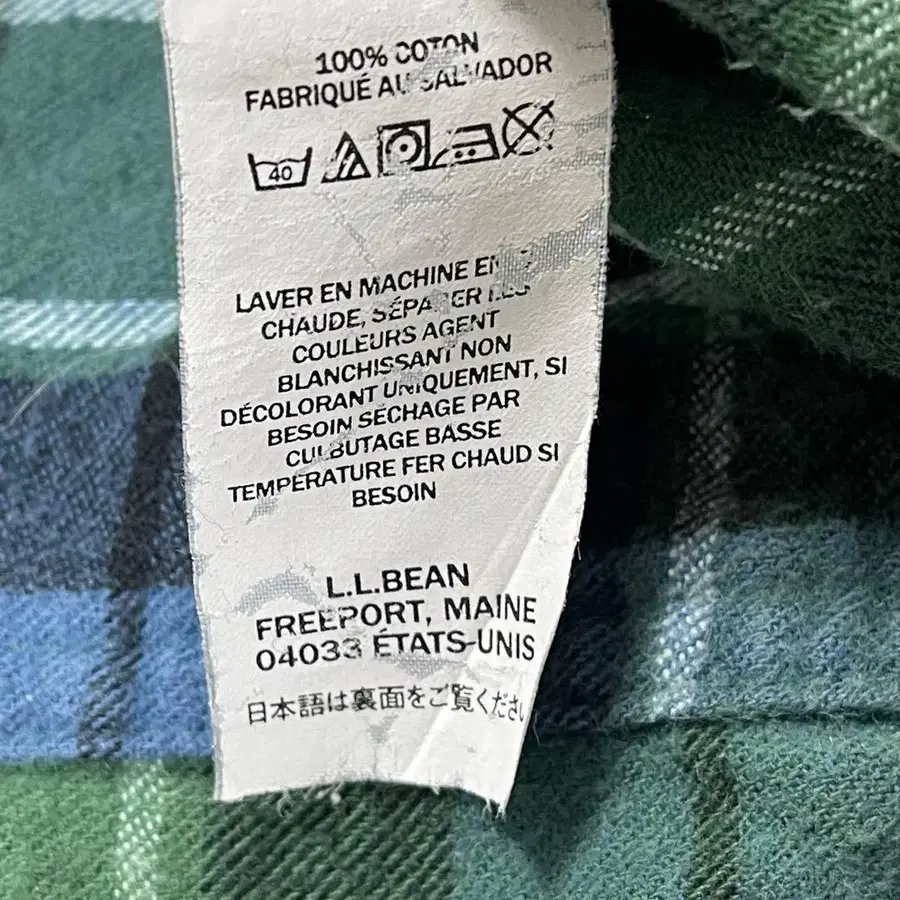 100% COTON
FABRIQUÉ AU SALVADOR
40
LAVER EN MACHINE
CHAUDE, SÉPARER LES
COULEURS AGENT
BLANCHISSANT NON
DÉCOLORANT UNIQUEMENT, SI
BESOIN SÉCHAGE PAR
CULBUTAGE BASSE
TEMPÉRATURE FER CHAUD SI
BESOIN
L.L.BEAN
FREEPORT, MAINE
04033 ÉTATS-UNIS
日本語は裏面をご覧ください